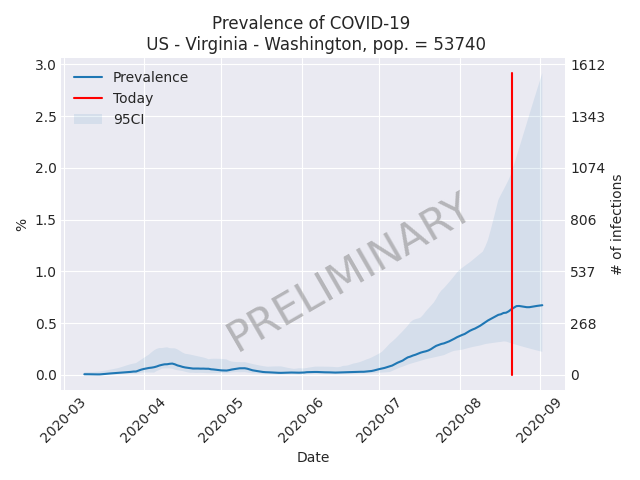 Prevalence of COVID-19
US - Virginia - Washington, pop. = 53740
3.0
2.5
2.0
1.5
1.0
0.5
0.0
%
Prevalence
Today
95CI
PRELIMINARY
1612
1343
1074
806
537
268
0
# of infections
2020-03
2020-04
2020-05
2020-06
2020-07
2020-08
2020-09
Date